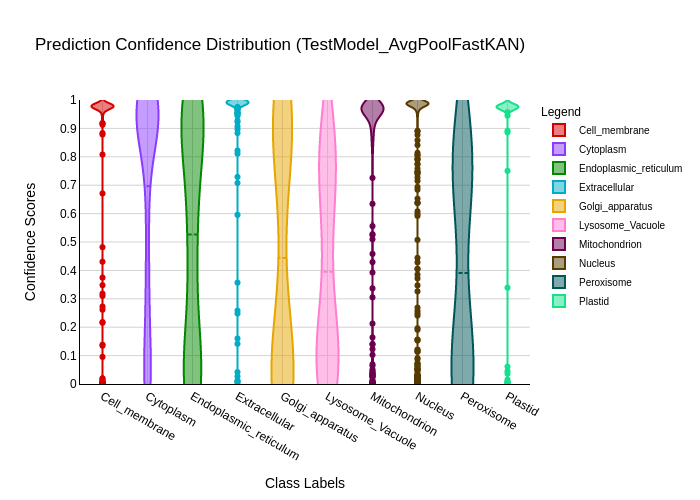 Prediction Confidence Distribution (TestModel_AvgPoolFastKAN)
Confidence Scores
1
0.9
0.8
0.7
0.6
0.5
0.4
0.3
0.2
0.1
0
Cell_membrane
Cytoplasm
Endoplasmic_reticulum
Extracellular
Golgi_apparatus
Lysosome_Vacuole
Mitochondrion
Nucleus
Peroxisome
Plastid
Class Labels
Legend
Cell_membrane
Cytoplasm
Endoplasmic_reticulum
Extracellular
Golgi_apparatus
Lysosome_Vacuole
Mitochondrion
Nucleus
Peroxisome
Plastid